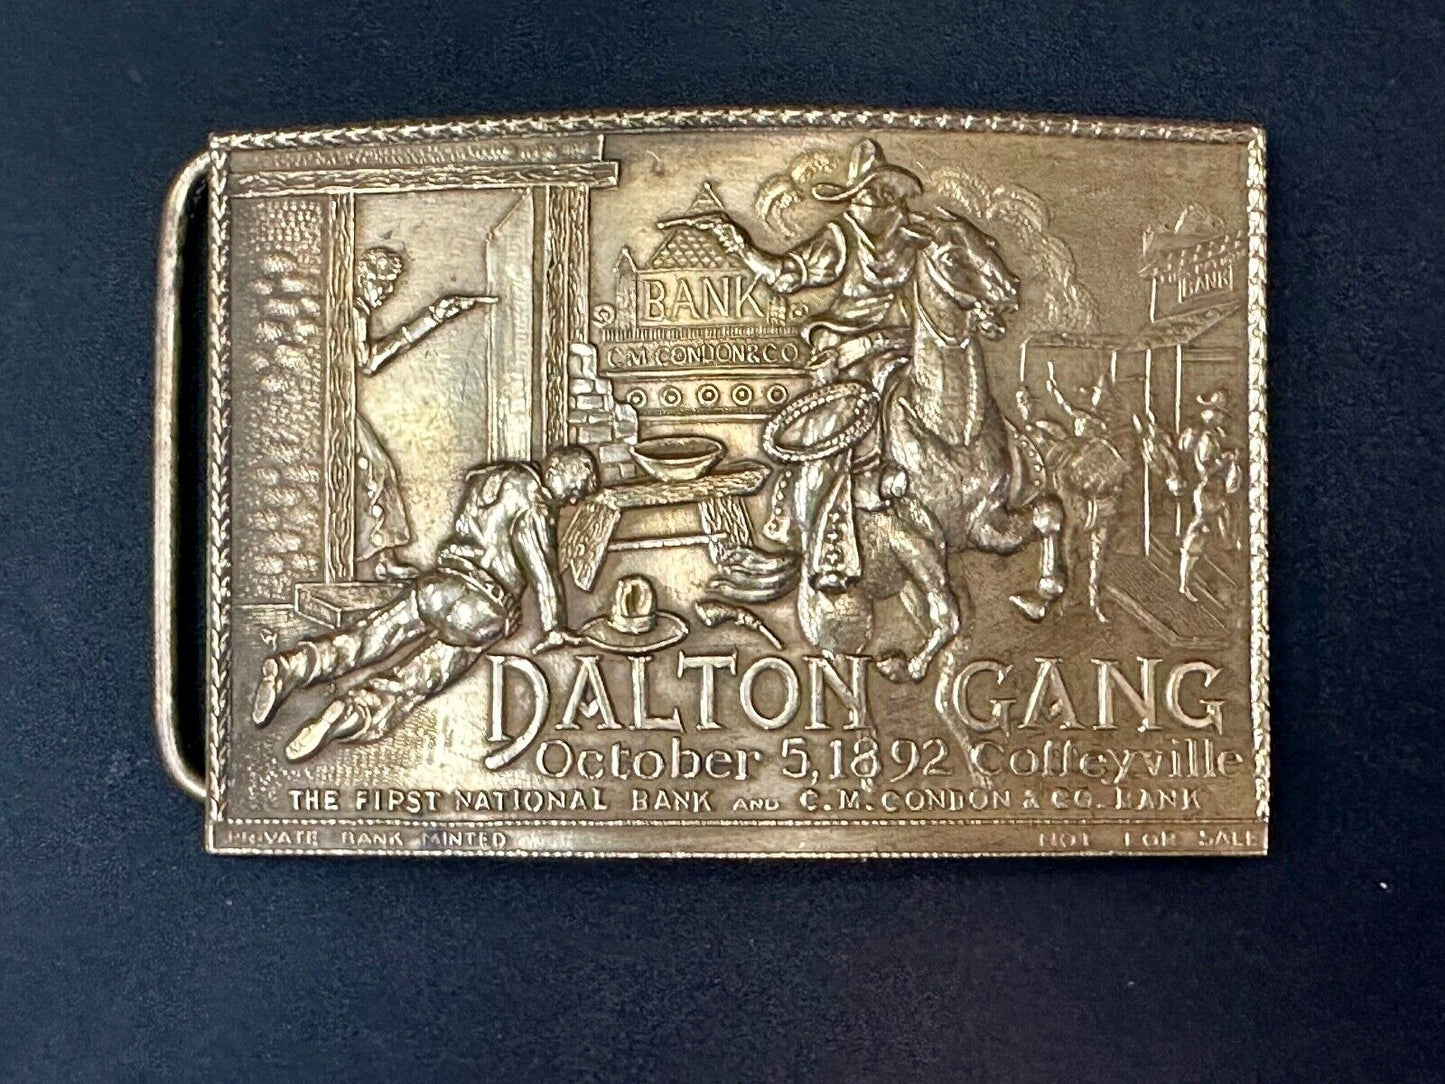 BANK
C.M. CONDON & CO
BANK
DALTON GANG
October 5, 1892 Coffeyville
THE FIRST NATIONAL BANK AND C. M. CONDON & CO. BANK
PRIVATE BANK MINTED NOT FOR SALE